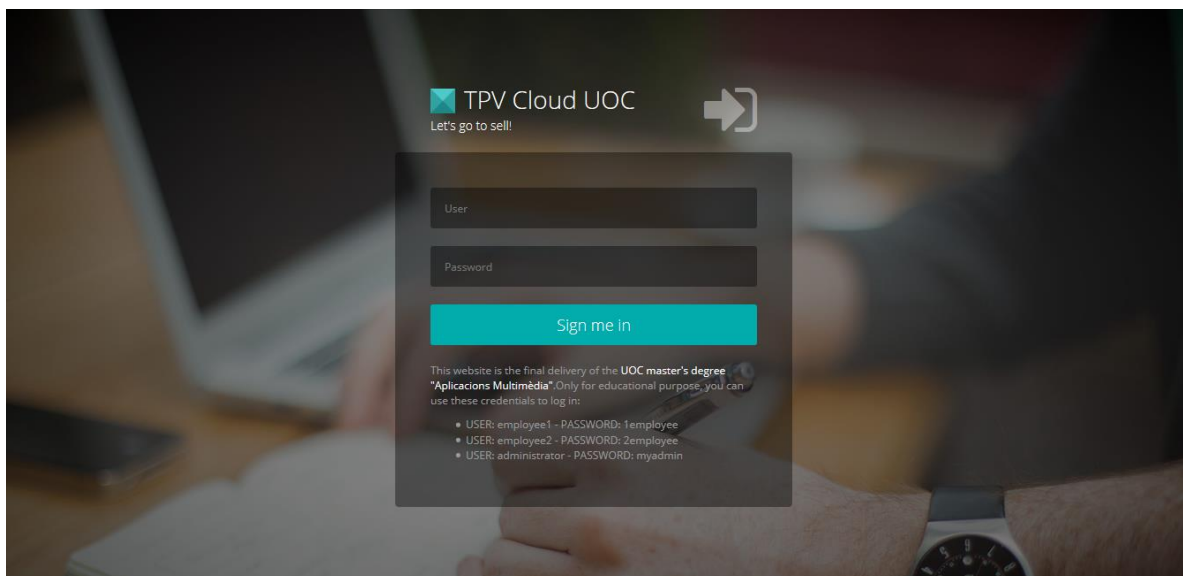 TPV Cloud UOC
Let's go to sell!
User
Password
Sign me in
This website is the final delivery of the UOC master's degree
"Aplicacions Multimèdia".Only for educational purpose, you can
use these credentials to log in:
• USER: employee1 - PASSWORD: 1employee
• USER: employee2 - PASSWORD: 2employee
• USER: administrator - PASSWORD: myadmin